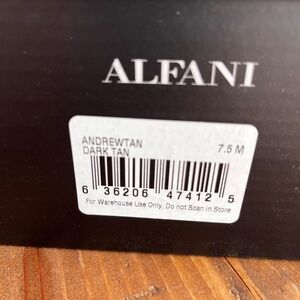 ALFANI
ANDREWTAN
DARK TAN 7.5 M
6 36206 47412 5
For Warehouse Use Only, Do not Scan in Store